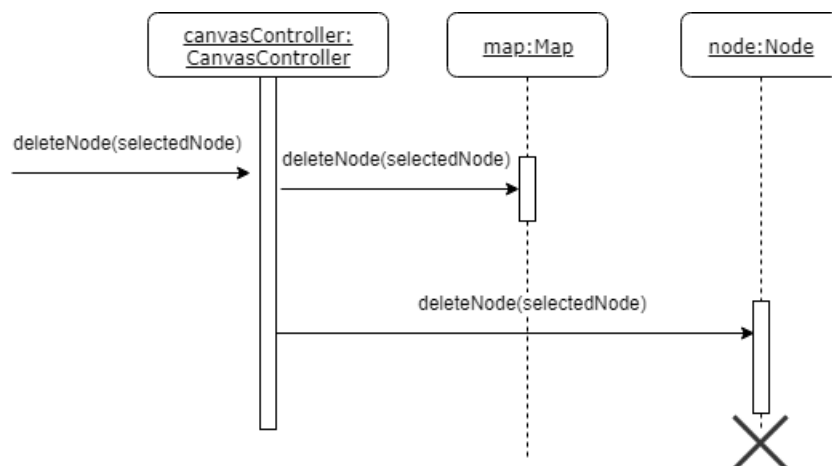 canvasController:
CanvasController
map:Map
node:Node
deleteNode(selectedNode)
deleteNode(selectedNode)
deleteNode(selectedNode)